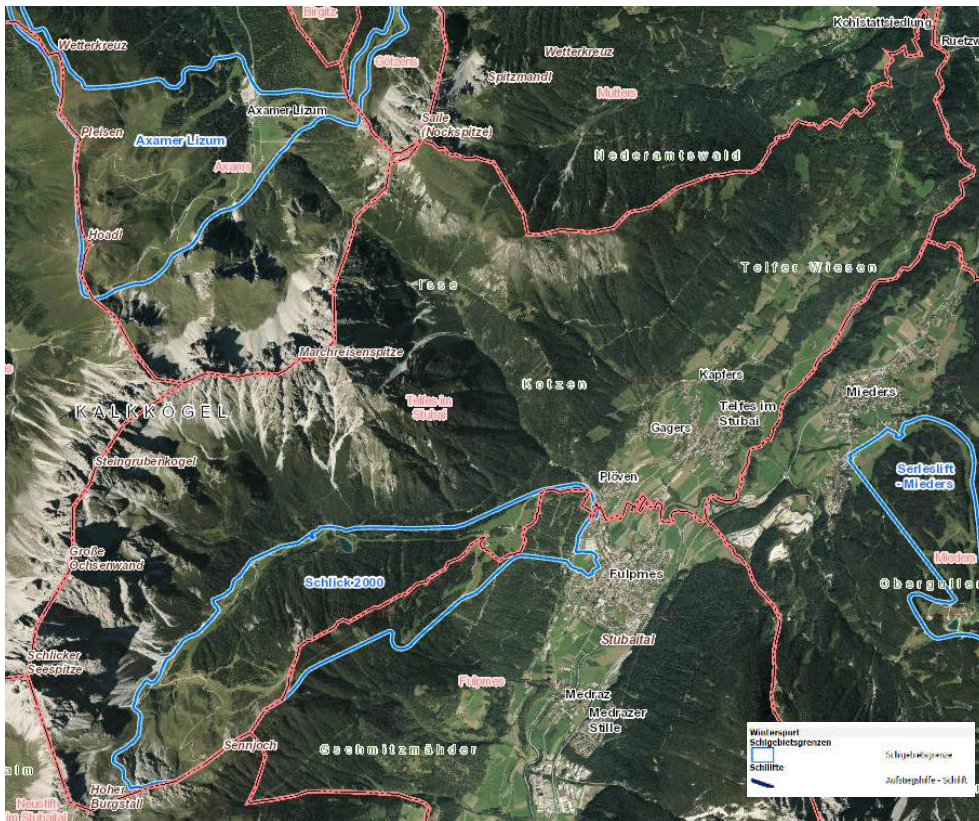 Birgitz
Kohlstattsiedlung
Götzens
Ruetzw
Wetterkreuz
Wetterkreuz
Spitzmandl
Mutters
Axamer Lizum
Saile
(Nockspitze)
Pleisen
Axamer Lizum
Axams
Nederamtswald
Hoadl
Telfer Wiesen
Isse
Marchreisenspitze
Kotzen
Kapfers
Mieders
KALKKÖGEL
Telfes im
Stubai
Telfes im
Stubai
Gagers
Steingrubenkogel
Plöven
Serleslift
- Mieders
Große
Ochsenwand
Schlick 2000
Fulpmes
Mieders
Stubaital
Schlicker
Seespitze
Fulpmes
Medraz
Medrazer
Stille
Sennjoch
Gschmitzmähder
alm
Hoher
Burgstall
Neustift
im Stubaital
Wintersport
Schigebietsgrenzen
Schigebietsgrenze
Schilifte
Aufstiegshilfe - Schilift